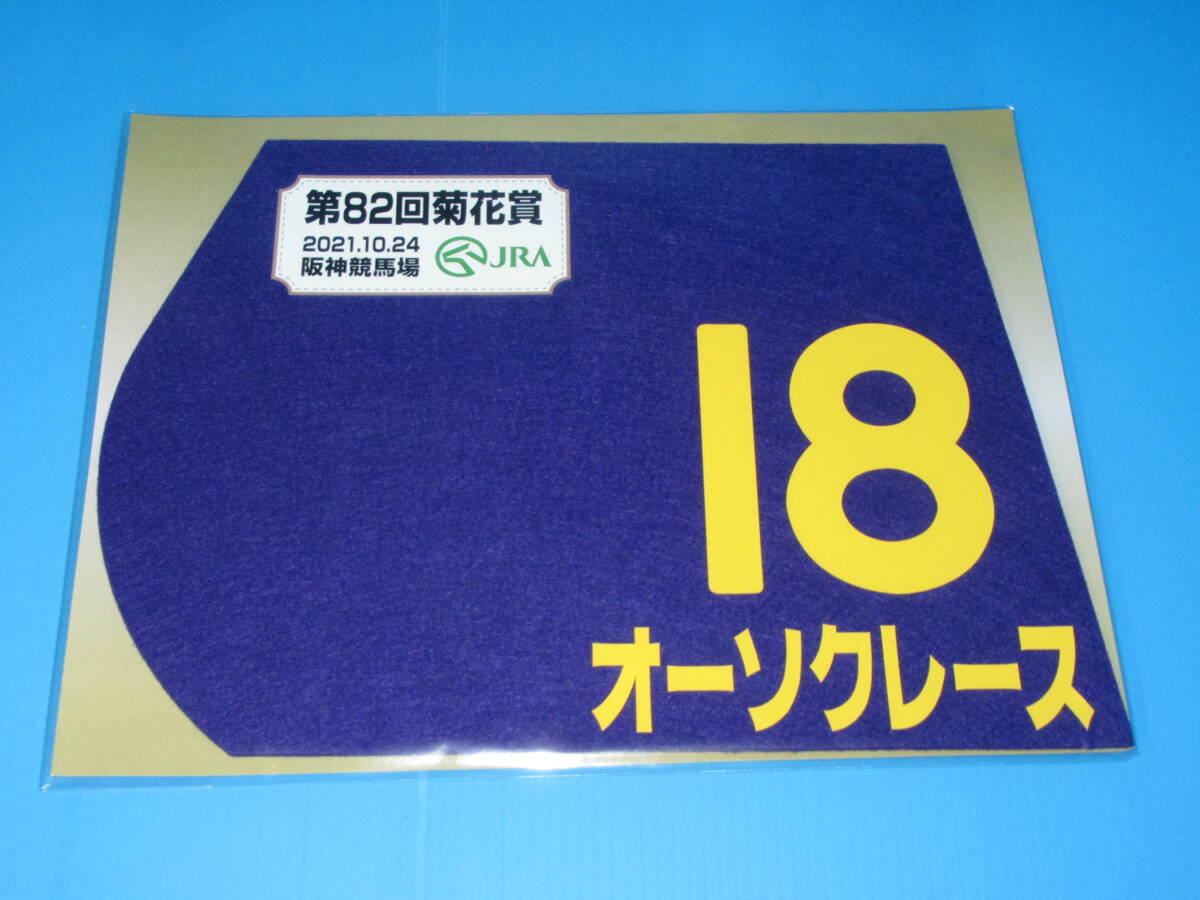 第82回菊花賞
2021.10.24
阪神競馬場
JRA
18
オーソクレース